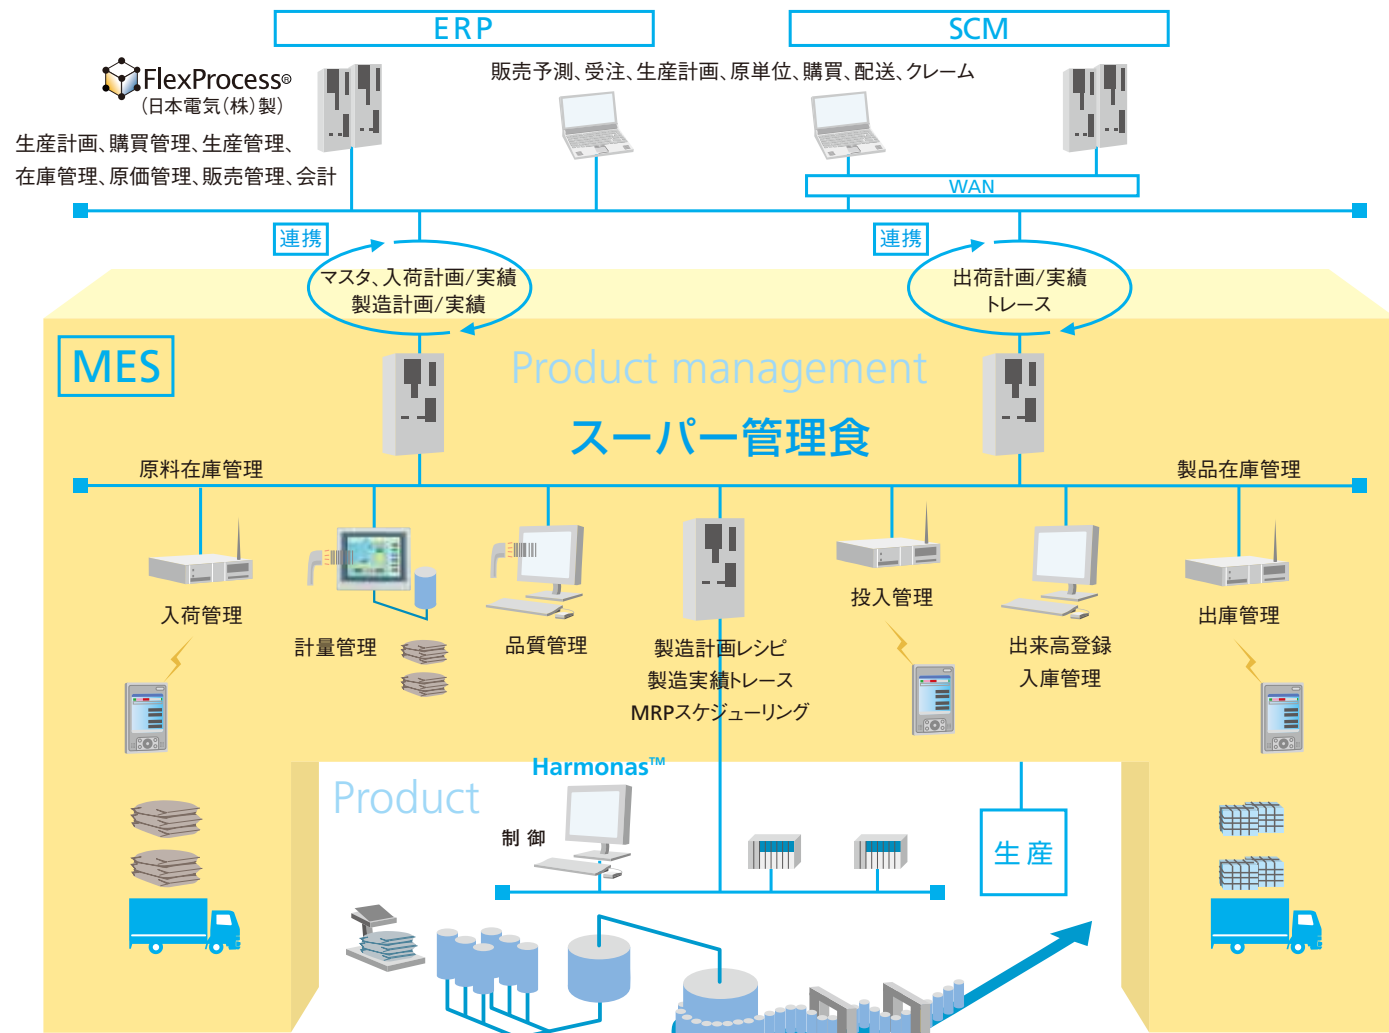 ERP
SCM
FlexProcess®
(日本電気(株)製)
生産計画、購買管理、生産管理、
在庫管理、原価管理、販売管理、会計
販売予測、受注、生産計画、原単位、購買、配送、クレーム
WAN
連携
マスタ、入荷計画/実績
製造計画/実績
連携
出荷計画/実績
トレース
MES
Product management
スーパー管理食
原料在庫管理
製品在庫管理
入荷管理
計量管理
品質管理
製造計画レシピ
製造実績トレース
MRPスケジューリング
投入管理
出来高登録
入庫管理
出庫管理
Harmonas™
Product
制御
生産